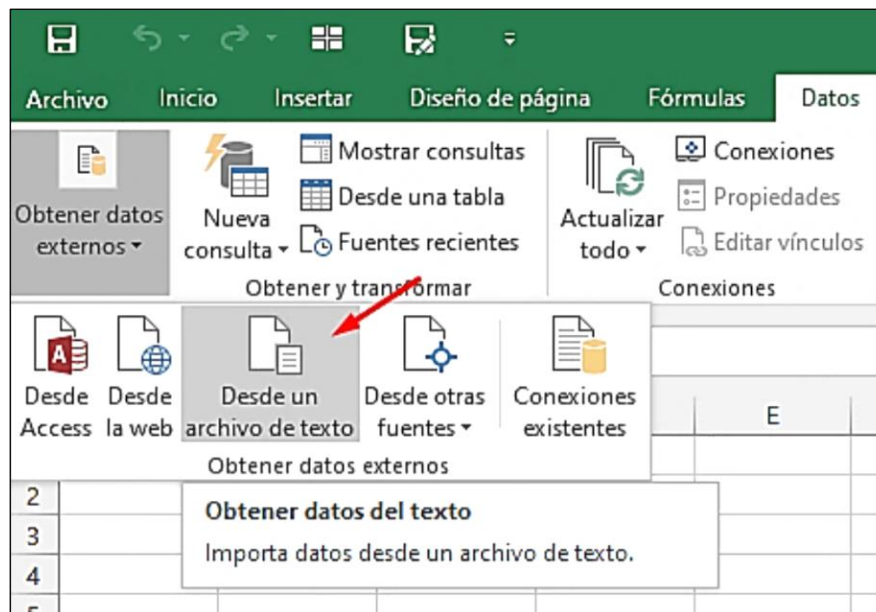 Archivo Inicio Insertar Diseño de página Fórmulas Datos
Obtener datos
externos
Nueva
consulta
Mostrar consultas
Desde una tabla
Fuentes recientes
Obtener y transformar
Actualizar
todo
Conexiones
Propiedades
Editar vínculos
Conexiones
Desde
Access
Desde
la web
Desde un
archivo de texto
Desde otras
fuentes
Conexiones
existentes
Obtener datos externos
E
2
Obtener datos del texto
3
Importa datos desde un archivo de texto.
4